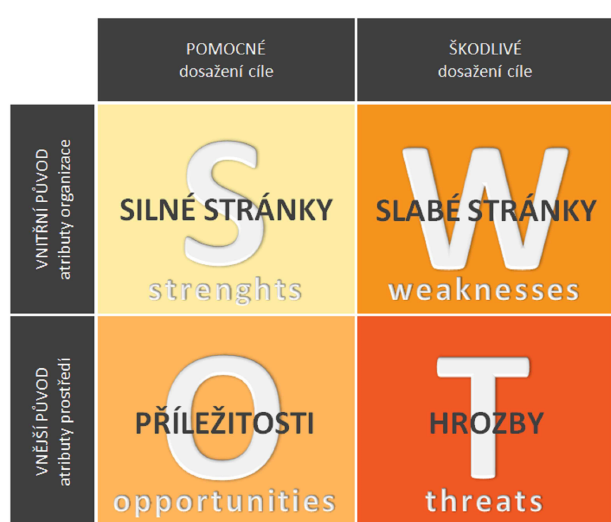 POMOCNÉ
dosažení cíle
ŠKODLIVÉ
dosažení cíle
VNITŘNÍ PŮVOD
atributy organizace
S
SILNÉ STRÁNKY
strenghts
W
SLABÉ STRÁNKY
weaknesses
VNĚJŠÍ PŮVOD
atributy prostředí
O
PŘÍLEŽITOSTI
opportunities
T
HROZBY
threats